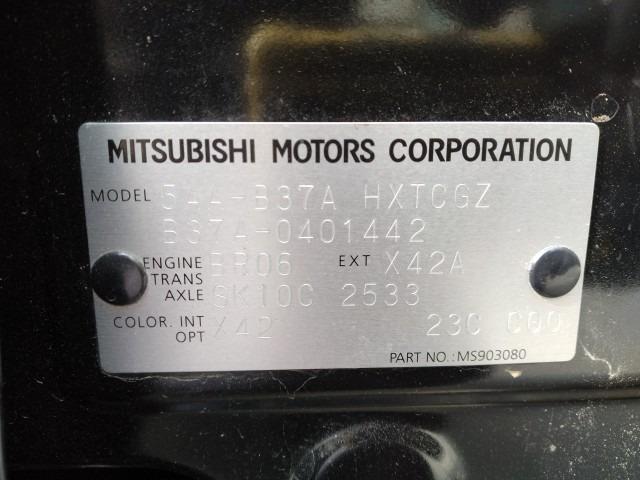 MITSUBISHI MOTORS CORPORATION
MODEL 5AA-B37A HXTCGZ
B37A-0401442
ENGINE BR06 EXT X42A
TRANS
AXLE SK10C 2533
COLOR. INT X42 23C C00
OPT
PART NO.:MS903080